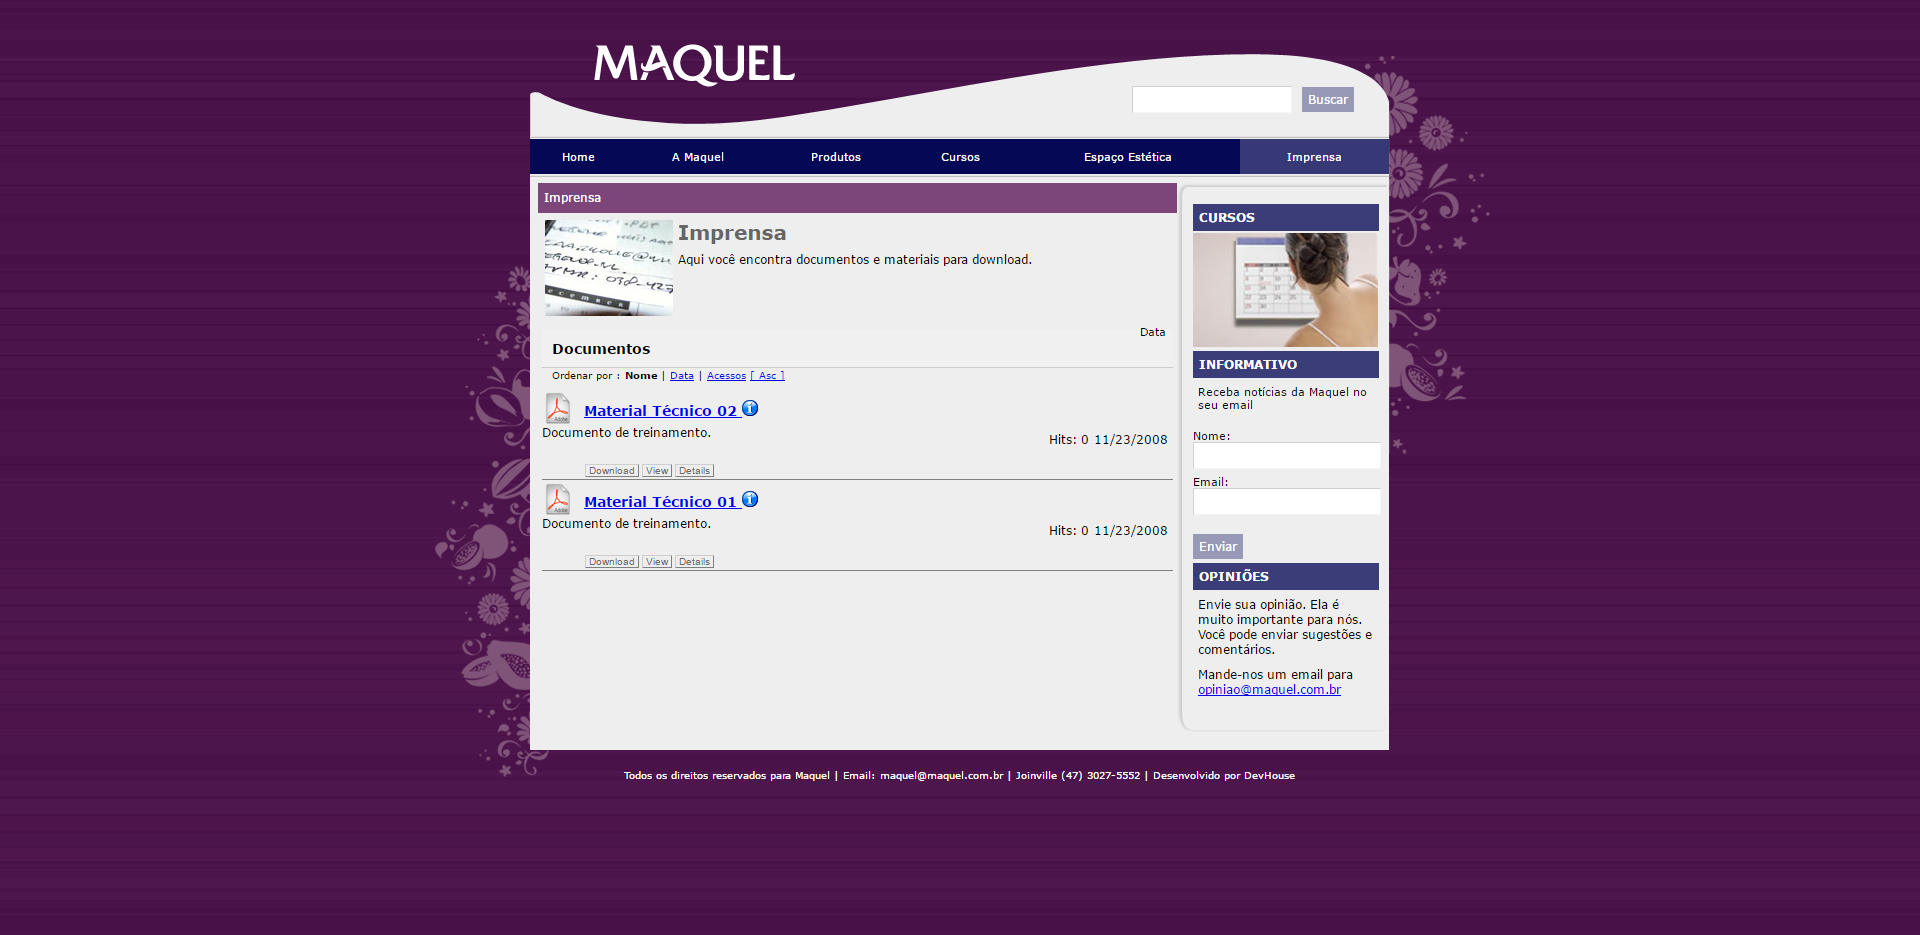 MAQUEL
Buscar
Home
A Maquel
Produtos
Cursos
Espaço Estética
Imprensa
Imprensa
Imprensa
Aqui você encontra documentos e materiais para download.
Data
Documentos
Ordenar por : Nome | Data | Acessos [ Asc ]
Material Técnico 02
Documento de treinamento.
Hits: 0 11/23/2008
Download View Details
Material Técnico 01
Documento de treinamento.
Hits: 0 11/23/2008
Download View Details
CURSOS
INFORMATIVO
Receba notícias da Maquel no
seu email
Nome:
Email:
Enviar
OPINIÕES
Envie sua opinião. Ela é
muito importante para nós.
Você pode enviar sugestões e
comentários.
Mande-nos um email para
opiniao@maquel.com.br
Todos os direitos reservados para Maquel | Email: maquel@maquel.com.br | Joinville (47) 3027-5552 | Desenvolvido por DevHouse